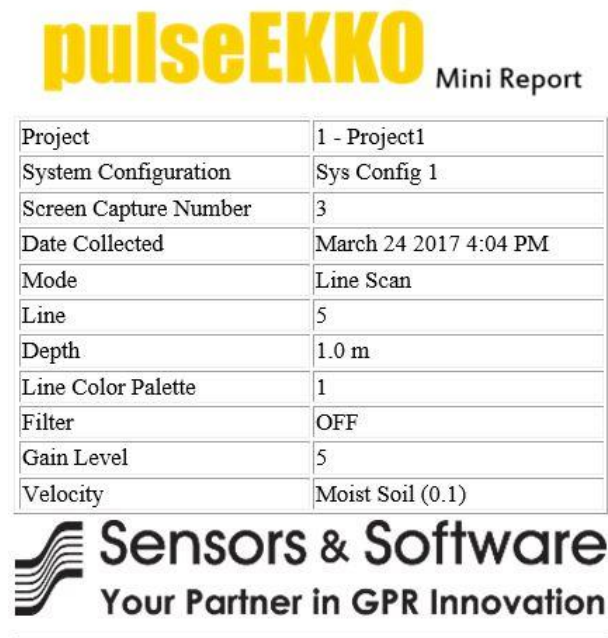 pulseEKKO Mini Report
Project 1 - Project1
System Configuration Sys Config 1
Screen Capture Number 3
Date Collected March 24 2017 4:04 PM
Mode Line Scan
Line 5
Depth 1.0 m
Line Color Palette 1
Filter OFF
Gain Level 5
Velocity Moist Soil (0.1)
Sensors & Software
Your Partner in GPR Innovation